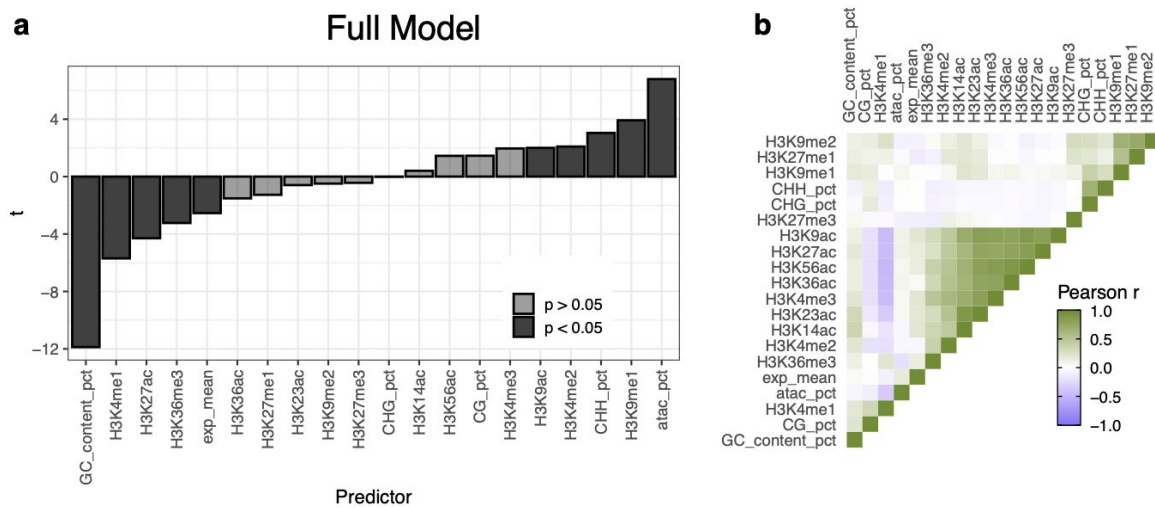 a
Full Model
t
4
0
−4
−8
−12
p > 0.05
p < 0.05
GC_content_pct
H3K4me1
H3K27ac
H3K36me3
exp_mean
H3K36ac
H3K27me1
H3K23ac
H3K9me2
H3K27me3
CHG_pct
H3K14ac
H3K56ac
CG_pct
H3K4me3
H3K9ac
H3K4me2
CHH_pct
H3K9me1
atac_pct
Predictor
b
GC_content_pct
CG_pct
H3K4me1
atac_pct
exp_mean
H3K36me3
H3K4me2
H3K14ac
H3K23ac
H3K4me3
H3K36ac
H3K56ac
H3K27ac
H3K9ac
H3K27me3
CHG_pct
CHH_pct
H3K9me1
H3K27me1
H3K9me2
H3K9me2
H3K27me1
H3K9me1
CHH_pct
CHG_pct
H3K27me3
H3K9ac
H3K27ac
H3K56ac
H3K36ac
H3K4me3
H3K23ac
H3K14ac
H3K4me2
H3K36me3
exp_mean
atac_pct
H3K4me1
CG_pct
GC_content_pct
Pearson r
1.0
0.5
0.0
−0.5
−1.0